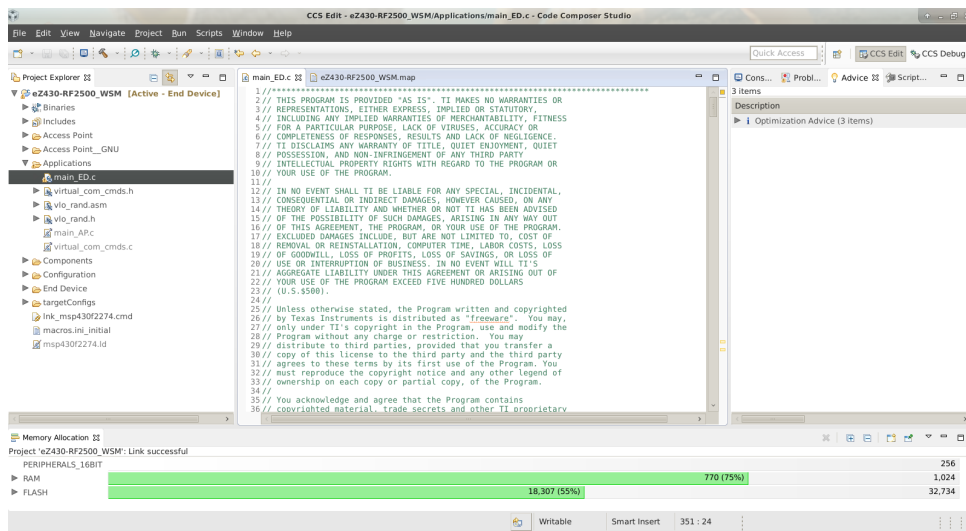 CCS Edit - eZ430-RF2500_WSM/Applications/main_ED.c - Code Composer Studio
File Edit View Navigate Project Run Scripts Window Help
Quick Access
CCS Edit
CCS Debug
Project Explorer
eZ430-RF2500_WSM [Active - End Device]
Binaries
Includes
Access Point
Access Point__GNU
Applications
main_ED.c
virtual_com_cmds.h
vlo_rand.asm
vlo_rand.h
main_AP.c
virtual_com_cmds.c
Components
Configuration
End Device
targetConfigs
lnk_msp430f2274.cmd
macros.ini_initial
msp430f2274.ld
main_ED.c
eZ430-RF2500_WSM.map
1//***********************************************************************************
2// THIS PROGRAM IS PROVIDED "AS IS". TI MAKES NO WARRANTIES OR
3// REPRESENTATIONS, EITHER EXPRESS, IMPLIED OR STATUTORY,
4// INCLUDING ANY IMPLIED WARRANTIES OF MERCHANTABILITY, FITNESS
5// FOR A PARTICULAR PURPOSE, LACK OF VIRUSES, ACCURACY OR
6// COMPLETENESS OF RESPONSES, RESULTS AND LACK OF NEGLIGENCE.
7// TI DISCLAIMS ANY WARRANTY OF TITLE, QUIET ENJOYMENT, QUIET
8// POSSESSION, AND NON-INFRINGEMENT OF ANY THIRD PARTY
9// INTELLECTUAL PROPERTY RIGHTS WITH REGARD TO THE PROGRAM OR
10// YOUR USE OF THE PROGRAM.
11//
12// IN NO EVENT SHALL TI BE LIABLE FOR ANY SPECIAL, INCIDENTAL,
13// CONSEQUENTIAL OR INDIRECT DAMAGES, HOWEVER CAUSED, ON ANY
14// THEORY OF LIABILITY AND WHETHER OR NOT TI HAS BEEN ADVISED
15// OF THE POSSIBILITY OF SUCH DAMAGES, ARISING IN ANY WAY OUT
16// OF THIS AGREEMENT, THE PROGRAM, OR YOUR USE OF THE PROGRAM.
17// EXCLUDED DAMAGES INCLUDE, BUT ARE NOT LIMITED TO, COST OF
18// REMOVAL OR REINSTALLATION, COMPUTER TIME, LABOR COSTS, LOSS
19// OF GOODWILL, LOSS OF PROFITS, LOSS OF SAVINGS, OR LOSS OF
20// USE OR INTERRUPTION OF BUSINESS. IN NO EVENT WILL TI'S
21// AGGREGATE LIABILITY UNDER THIS AGREEMENT OR ARISING OUT OF
22// YOUR USE OF THE PROGRAM EXCEED FIVE HUNDRED DOLLARS
23// (U.S.$500).
24//
25// Unless otherwise stated, the Program written and copyrighted
26// by Texas Instruments is distributed as "freeware". You may,
27// only under TI's copyright in the Program, use and modify the
28// Program without any charge or restriction. You may
29// distribute to third parties, provided that you transfer a
30// copy of this license to the third party and the third party
31// agrees to these terms by its first use of the Program. You
32// must reproduce the copyright notice and any other legend of
33// ownership on each copy or partial copy, of the Program.
34//
35// You acknowledge and agree that the Program contains
36// copyrighted material, trade secrets and other TI proprietary
Cons...
Probl...
Advice
Script...
3 items
Description
Optimization Advice (3 items)
Memory Allocation
Project 'eZ430-RF2500_WSM': Link successful
PERIPHERALS_16BIT 256
RAM 770 (75%) 1,024
FLASH 18,307 (55%) 32,734
Writable
Smart Insert
351 : 24